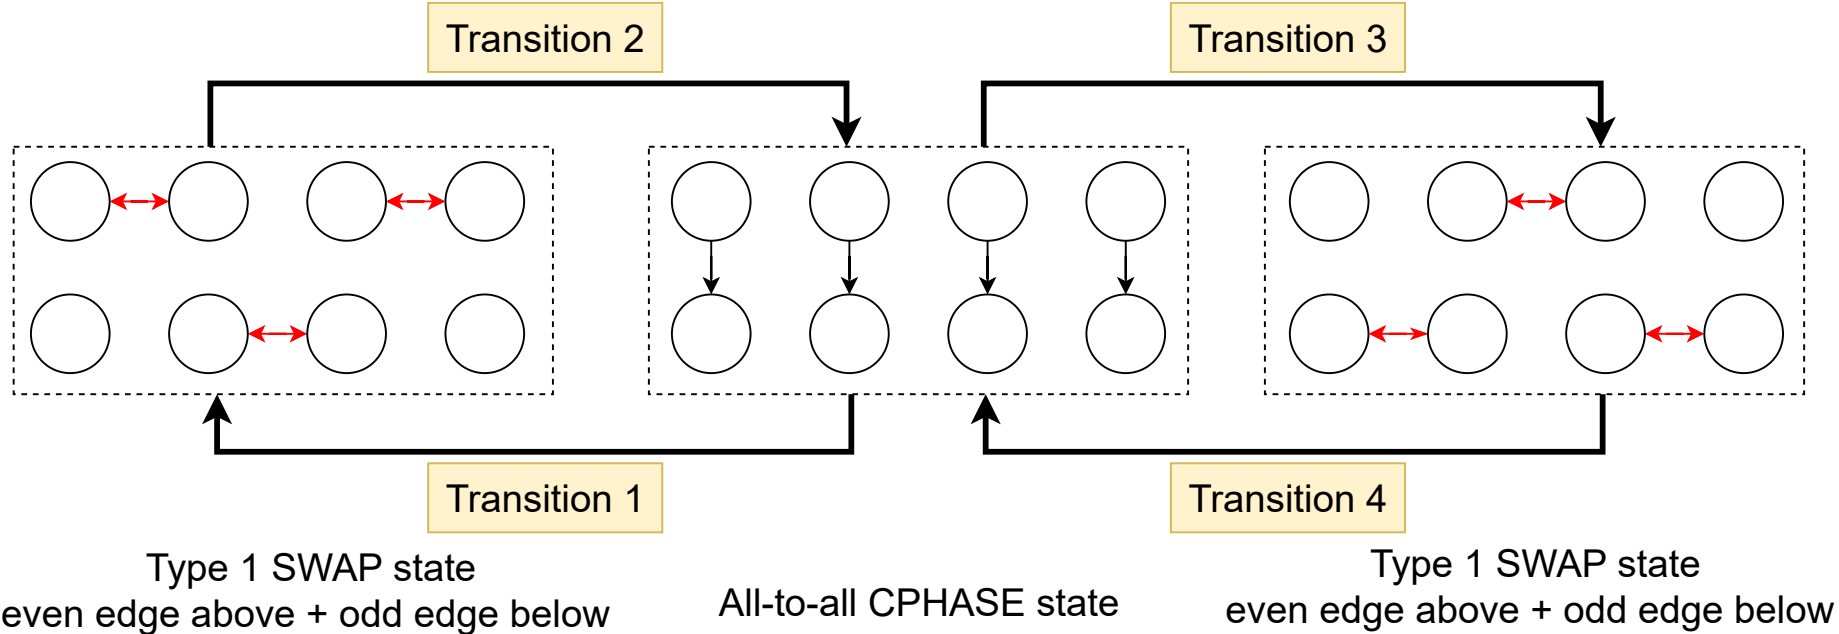 Transition 2
Transition 3
Transition 1
Transition 4
Type 1 SWAP state
even edge above + odd edge below
All-to-all CPHASE state
Type 1 SWAP state
even edge above + odd edge below